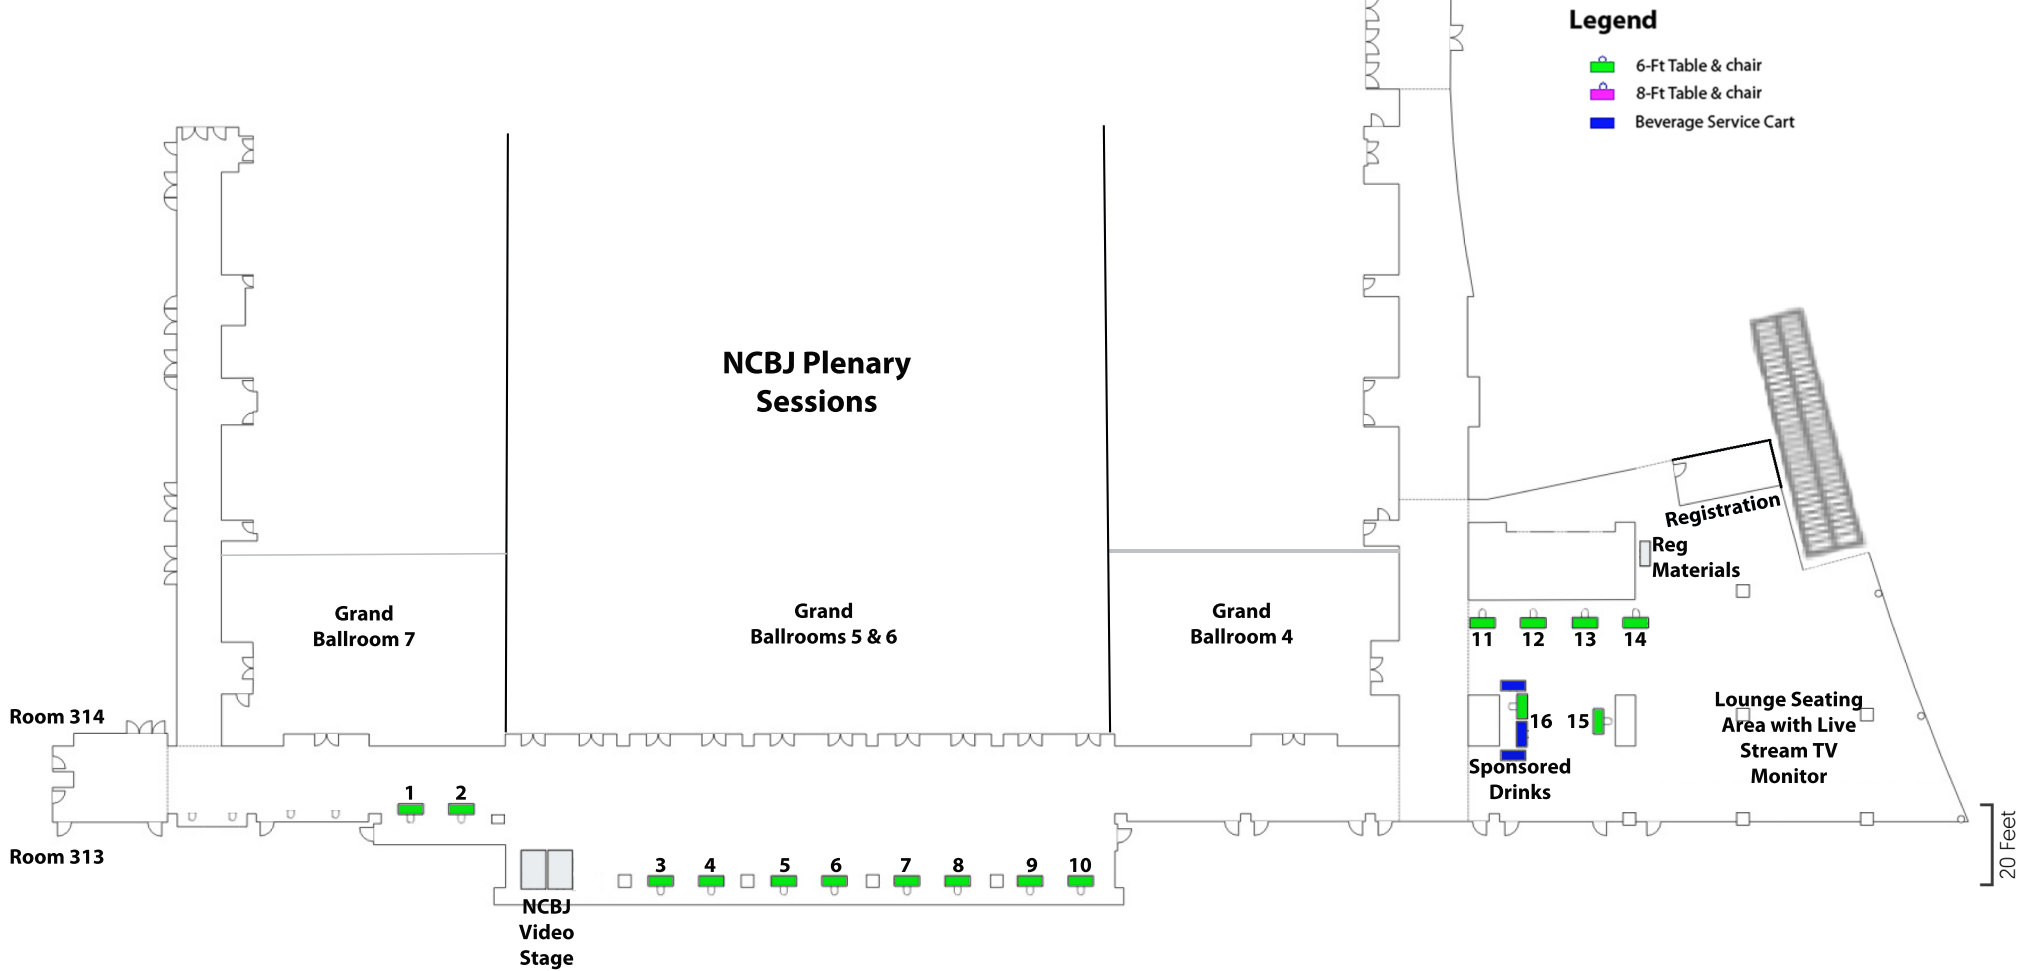 Legend
6-Ft Table & chair
8-Ft Table & chair
Beverage Service Cart
NCBJ Plenary
Sessions
Registration
Reg
Materials
Grand
Ballroom 7
Grand
Ballrooms 5 & 6
Grand
Ballroom 4
11 12 13 14
Room 314
16 15
Lounge Seating
Area with Live
Stream TV
Monitor
Sponsored
Drinks
1 2
Room 313
3 4 5 6 7 8 9 10
20 Feet
NCBJ
Video
Stage